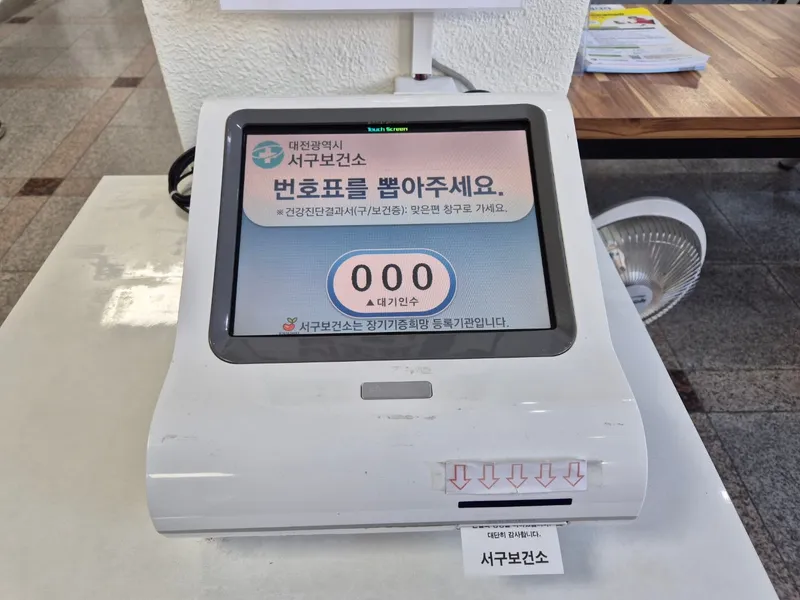 Touch Screen
대전광역시
서구보건소
번호표를 뽑아주세요.
※건강진단결과서(구/보건증): 맞은편 창구로 가세요.
000
▲대기인수
서구보건소는 장기기증희망 등록기관입니다.
대단히 감사합니다.
서구보건소